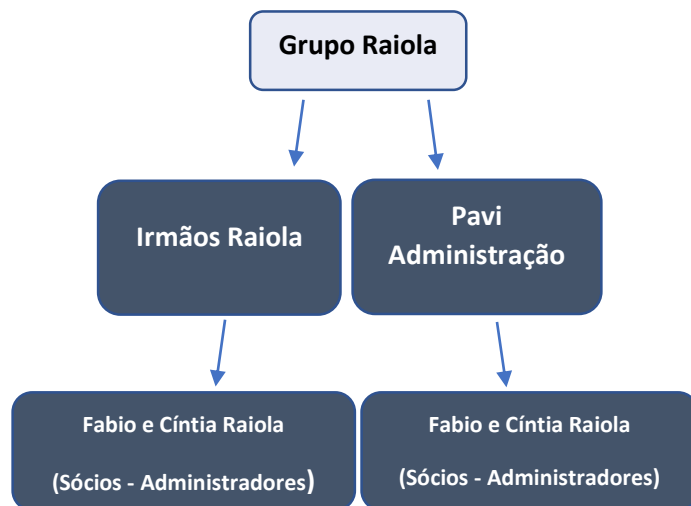 Grupo Raiola
Irmãos Raiola
Pavi
Administração
Fabio e Cíntia Raiola
(Sócios - Administradores)
Fabio e Cíntia Raiola
(Sócios - Administradores)